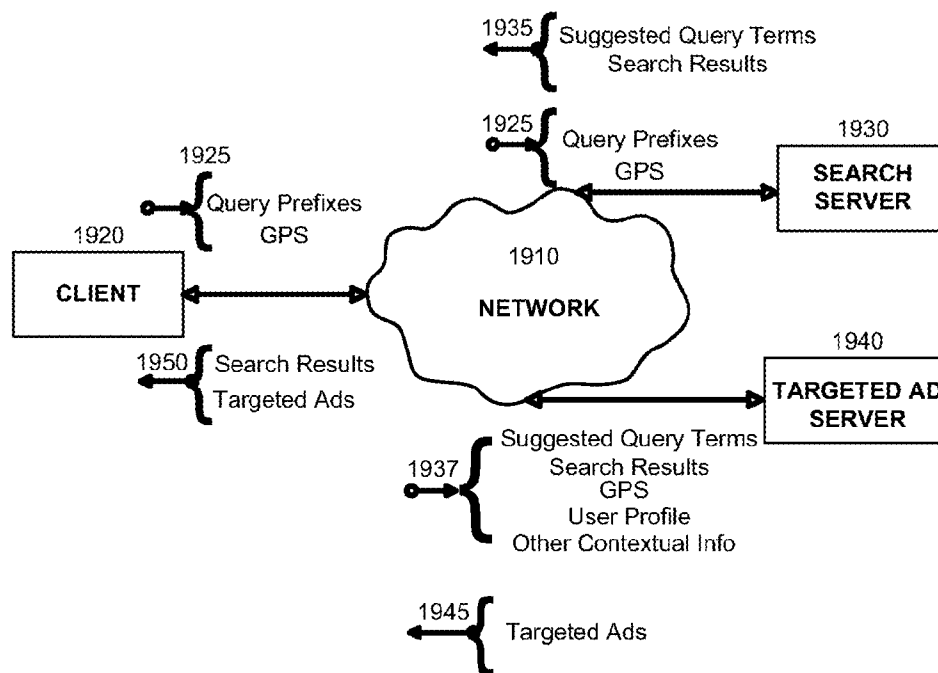 1935
Suggested Query Terms
Search Results
1925
Query Prefixes
GPS
1930
SEARCH
SERVER
1925
Query Prefixes
GPS
1920
CLIENT
1910
NETWORK
1950
Search Results
Targeted Ads
1940
TARGETED AD
SERVER
1937
Suggested Query Terms
Search Results
GPS
User Profile
Other Contextual Info
1945
Targeted Ads